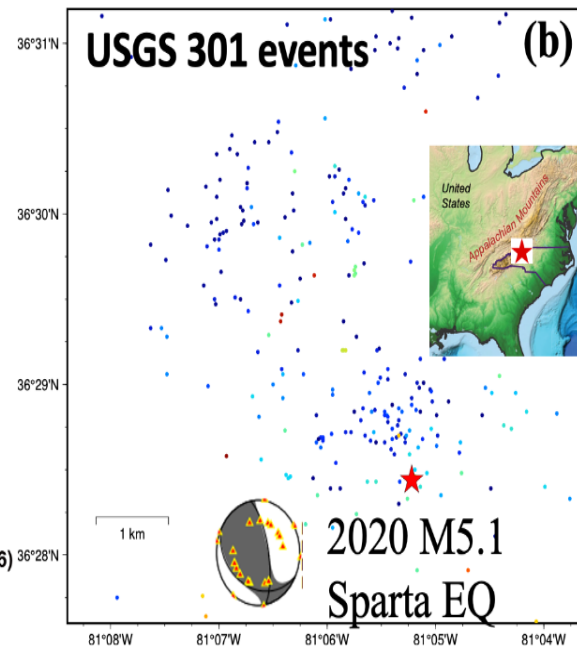 USGS 301 events
(b)
36°31'N
36°30'N
36°29'N
36°28'N
United
States
Appalachian Mountains
1 km
6)
2020 M5.1
Sparta EQ
81°08'W
81°07'W
81°06'W
81°05'W
81°04'W